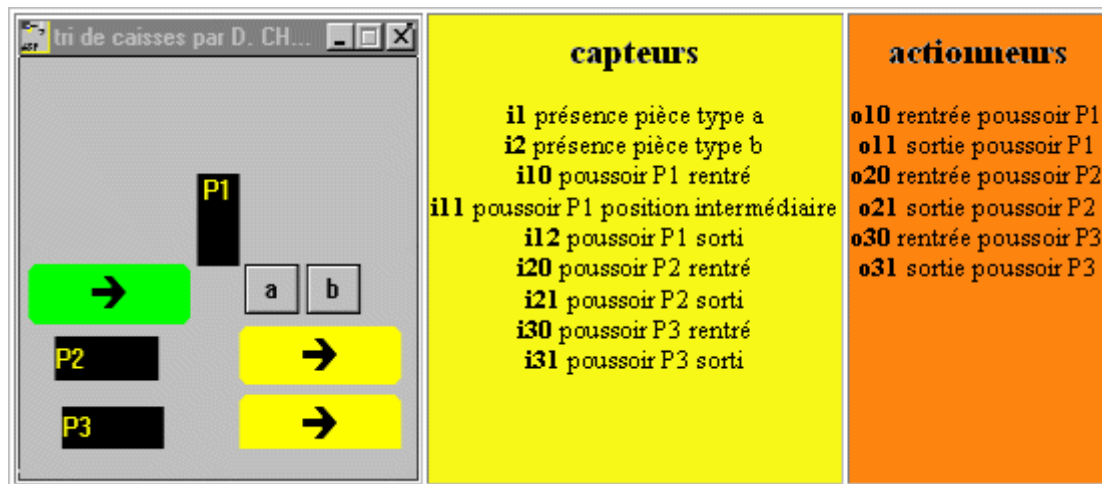 tri de caisses par D. CH...
P1
a b
P2
P3
capteurs
i1 présence pièce type a
i2 présence pièce type b
i10 poussoir P1 rentré
i11 poussoir P1 position intermédiaire
i12 poussoir P1 sorti
i20 poussoir P2 rentré
i21 poussoir P2 sorti
i30 poussoir P3 rentré
i31 poussoir P3 sorti
actionneurs
o10 rentrée poussoir P1
o11 sortie poussoir P1
o20 rentrée poussoir P2
o21 sortie poussoir P2
o30 rentrée poussoir P3
o31 sortie poussoir P3